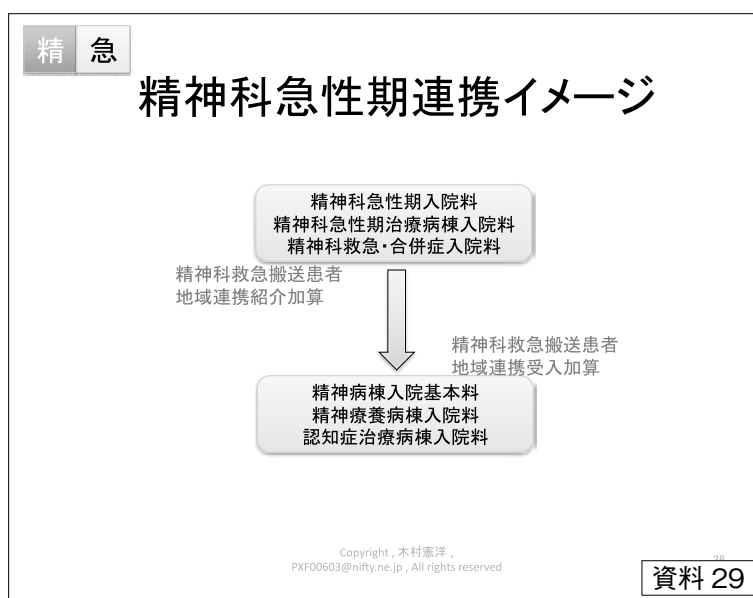 精 急
精神科急性期連携イメージ
精神科急性期入院料
精神科急性期治療病棟入院料
精神科救急・合併症入院料
精神科救急搬送患者
地域連携紹介加算
精神科救急搬送患者
地域連携受入加算
精神病棟入院基本料
精神療養病棟入院料
認知症治療病棟入院料
Copyright , 木村憲洋 ,
PXF00603@nifty.ne.jp , All rights reserved
資料 29